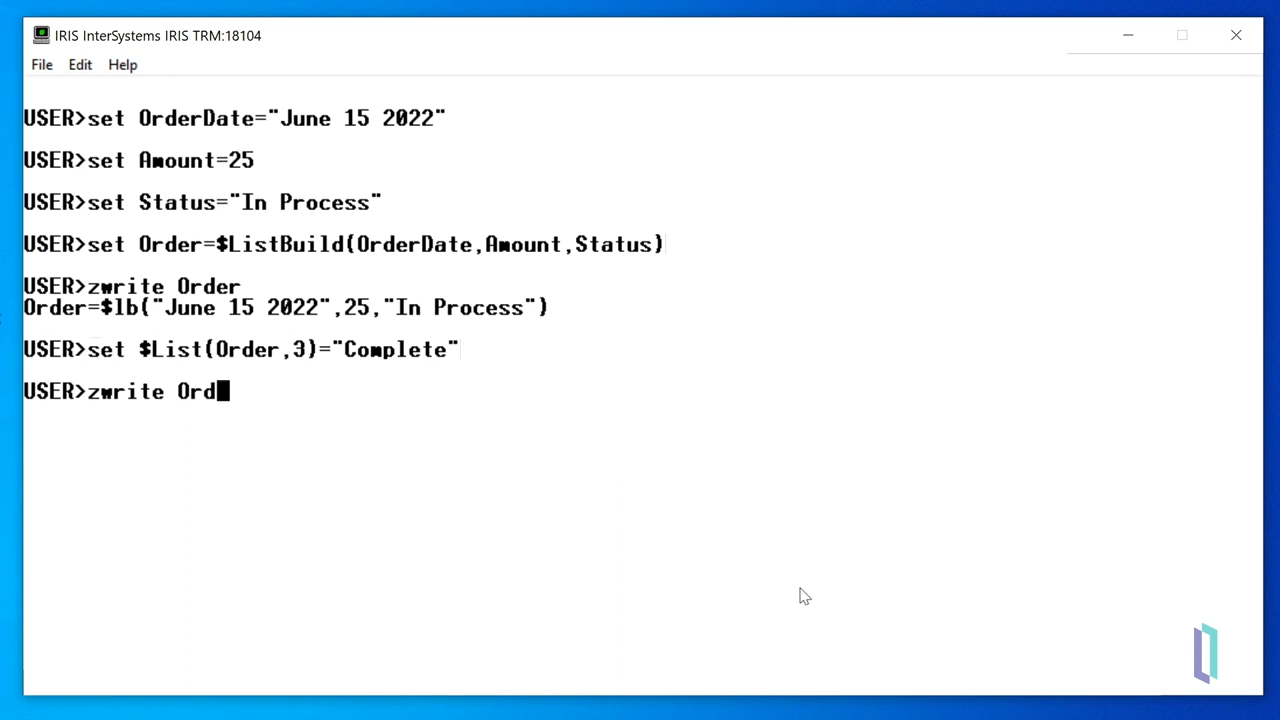 IRIS InterSystems IRIS TRM:18104
File Edit Help
USER>set OrderDate="June 15 2022"
USER>set Amount=25
USER>set Status="In Process"
USER>set Order=$ListBuild(OrderDate,Amount,Status)
USER>zwrite Order
Order=$lb("June 15 2022",25,"In Process")
USER>set $List(Order,3)="Complete"
USER>zwrite Ord